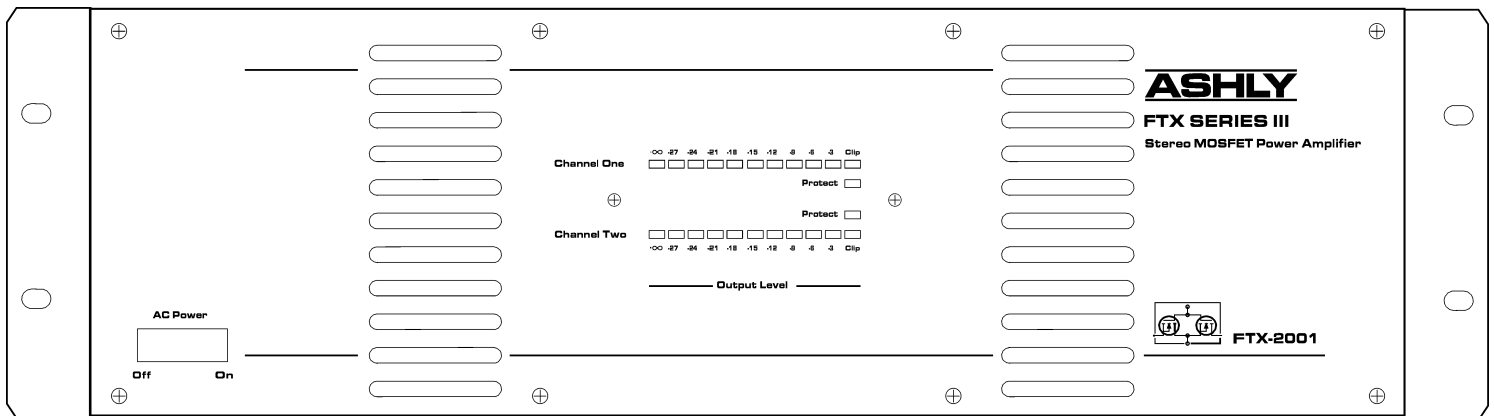 ASHLY
FTX SERIES III
Stereo MOSFET Power Amplifier
-∞ -27 -24 -21 -18 -15 -12 -9 -6 -3 Clip
Channel One
Protect
Protect
Channel Two
-∞ -27 -24 -21 -18 -15 -12 -9 -6 -3 Clip
Output Level
AC Power
Off On
FTX-2001